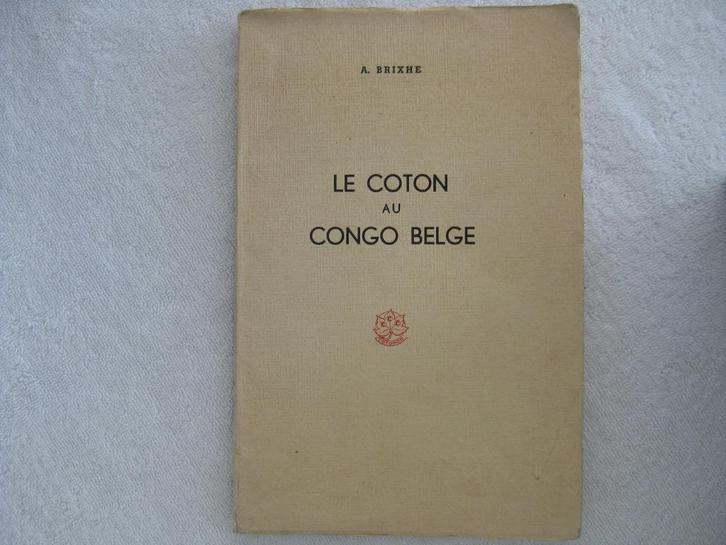 A. BRIXHE
LE COTON
AU
CONGO BELGE